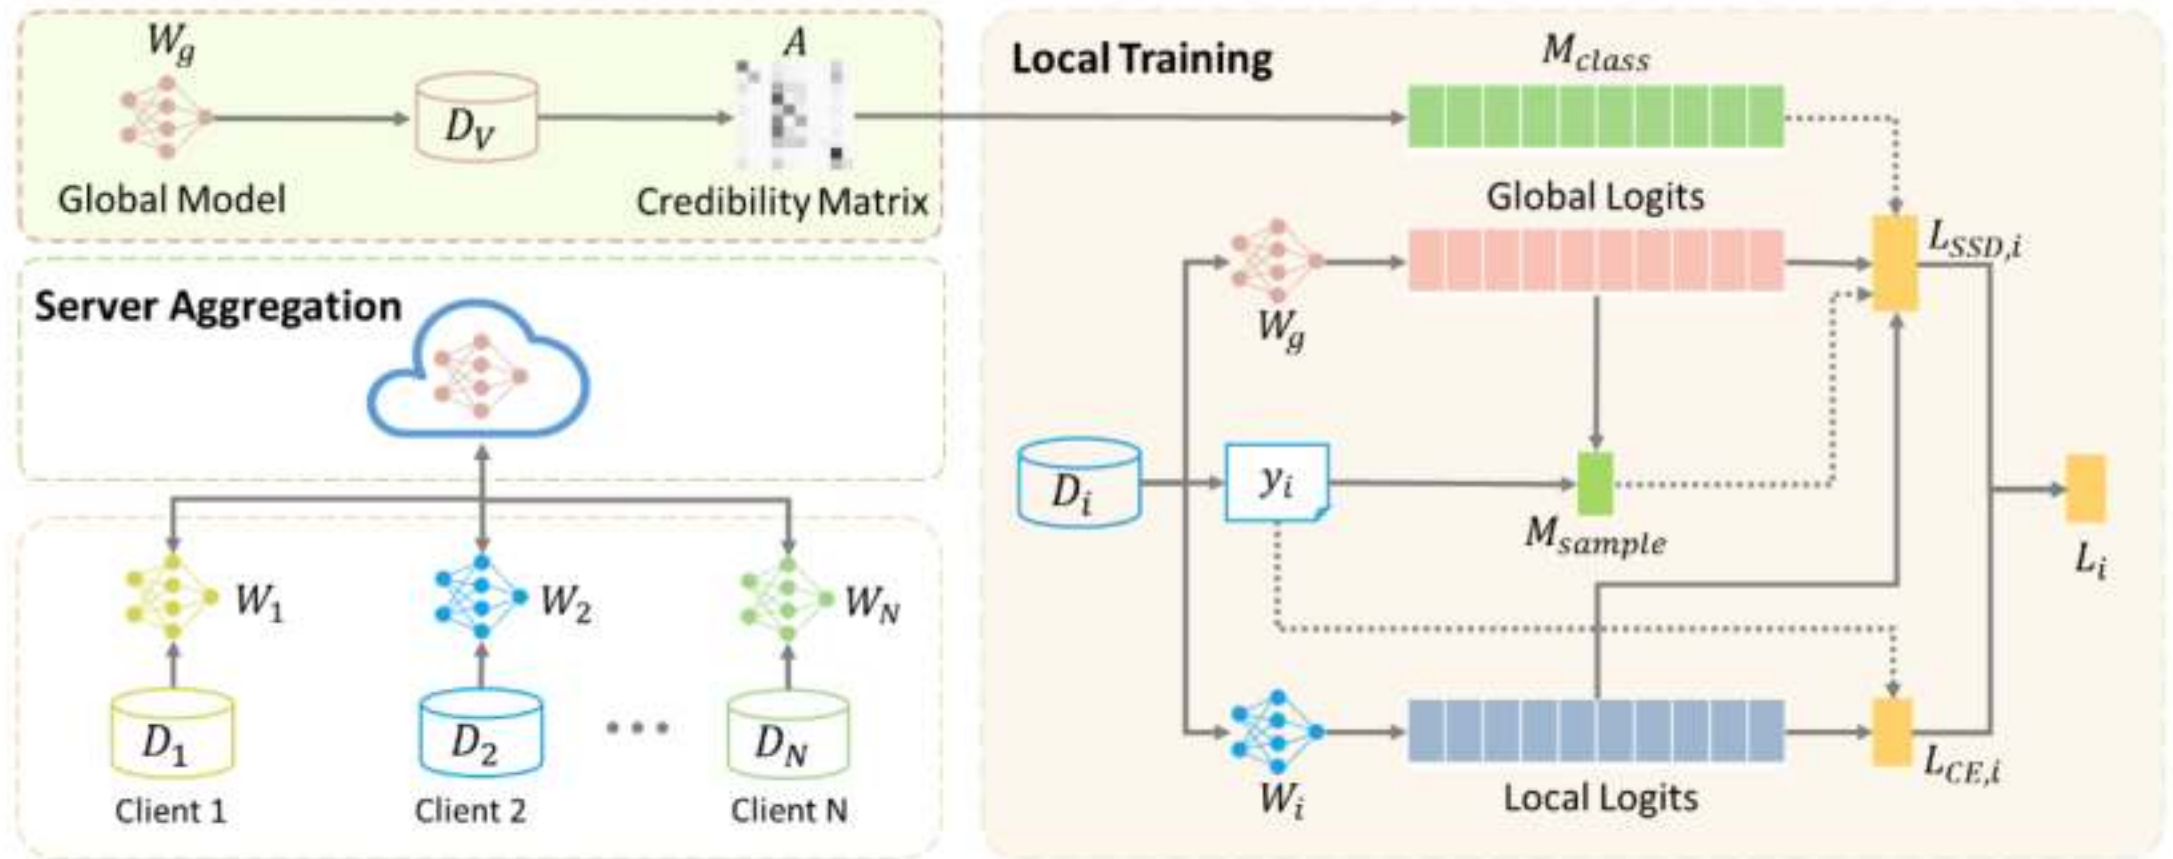 W_g
D_V
A
Global Model
Credibility Matrix
Server Aggregation
W_1
W_2
W_N
D_1
D_2
...
D_N
Client 1
Client 2
Client N
Local Training
M_class
Global Logits
L_SSD,i
W_g
D_i
y_i
M_sample
L_i
W_i
Local Logits
L_CE,i